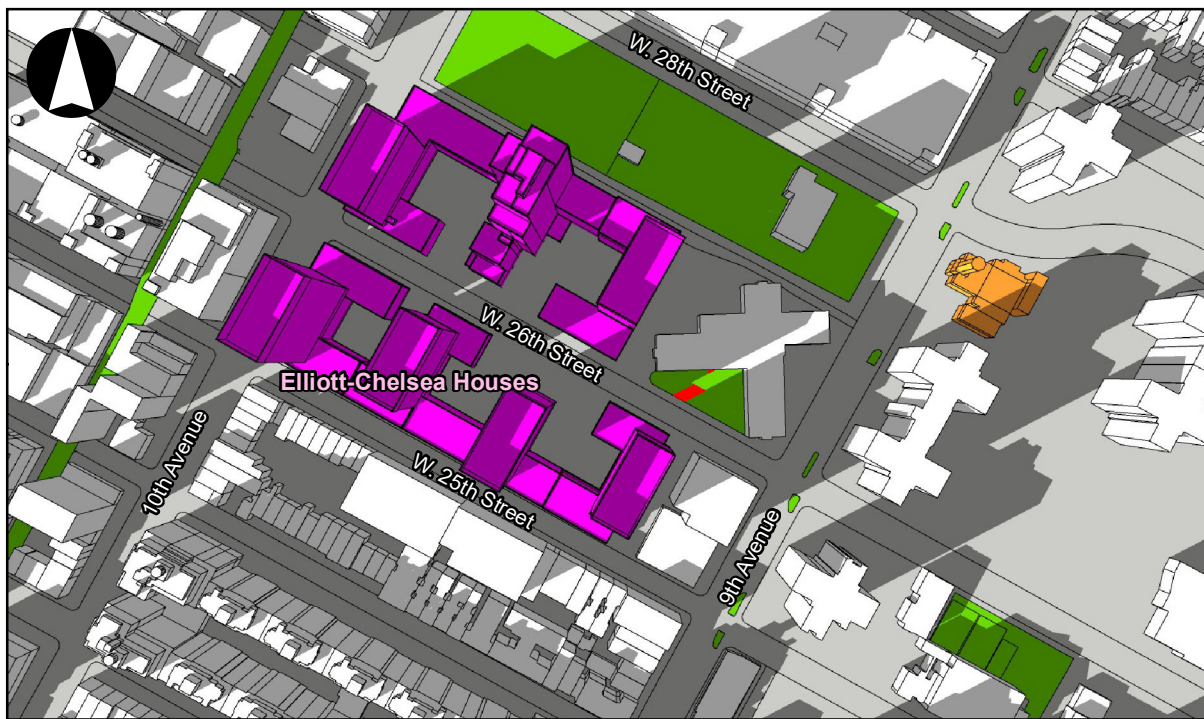 W. 28th Street
W. 26th Street
Elliott-Chelsea Houses
W. 25th Street
10th Avenue
9th Avenue